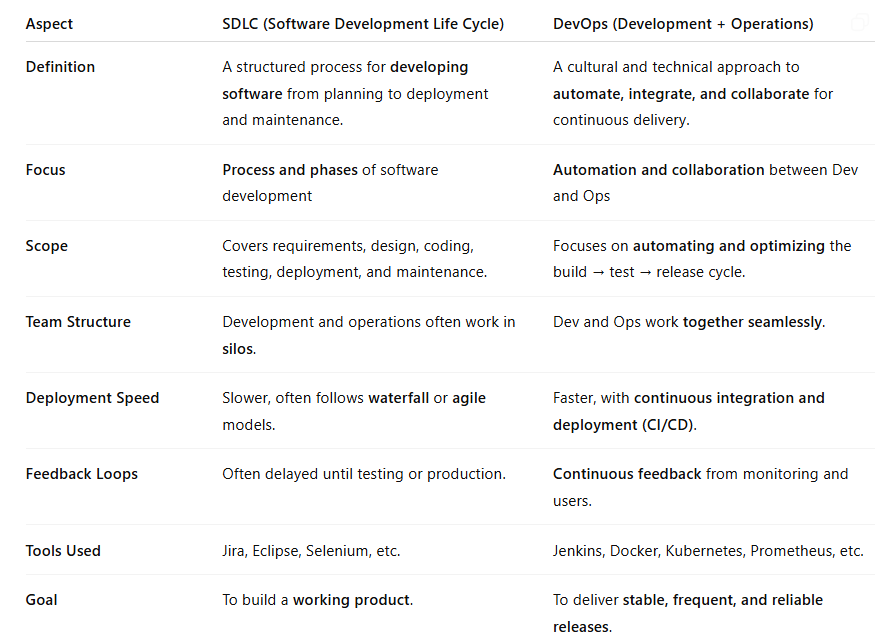 Aspect SDLC (Software Development Life Cycle) DevOps (Development + Operations)
Definition A structured process for developing A cultural and technical approach to
software from planning to deployment automate, integrate, and collaborate for
and maintenance. continuous delivery.
Focus Process and phases of software Automation and collaboration between Dev
development and Ops
Scope Covers requirements, design, coding, Focuses on automating and optimizing the
testing, deployment, and maintenance. build → test → release cycle.
Team Structure Development and operations often work in Dev and Ops work together seamlessly.
silos.
Deployment Speed Slower, often follows waterfall or agile Faster, with continuous integration and
models. deployment (CI/CD).
Feedback Loops Often delayed until testing or production. Continuous feedback from monitoring and
users.
Tools Used Jira, Eclipse, Selenium, etc. Jenkins, Docker, Kubernetes, Prometheus, etc.
Goal To build a working product. To deliver stable, frequent, and reliable
releases.